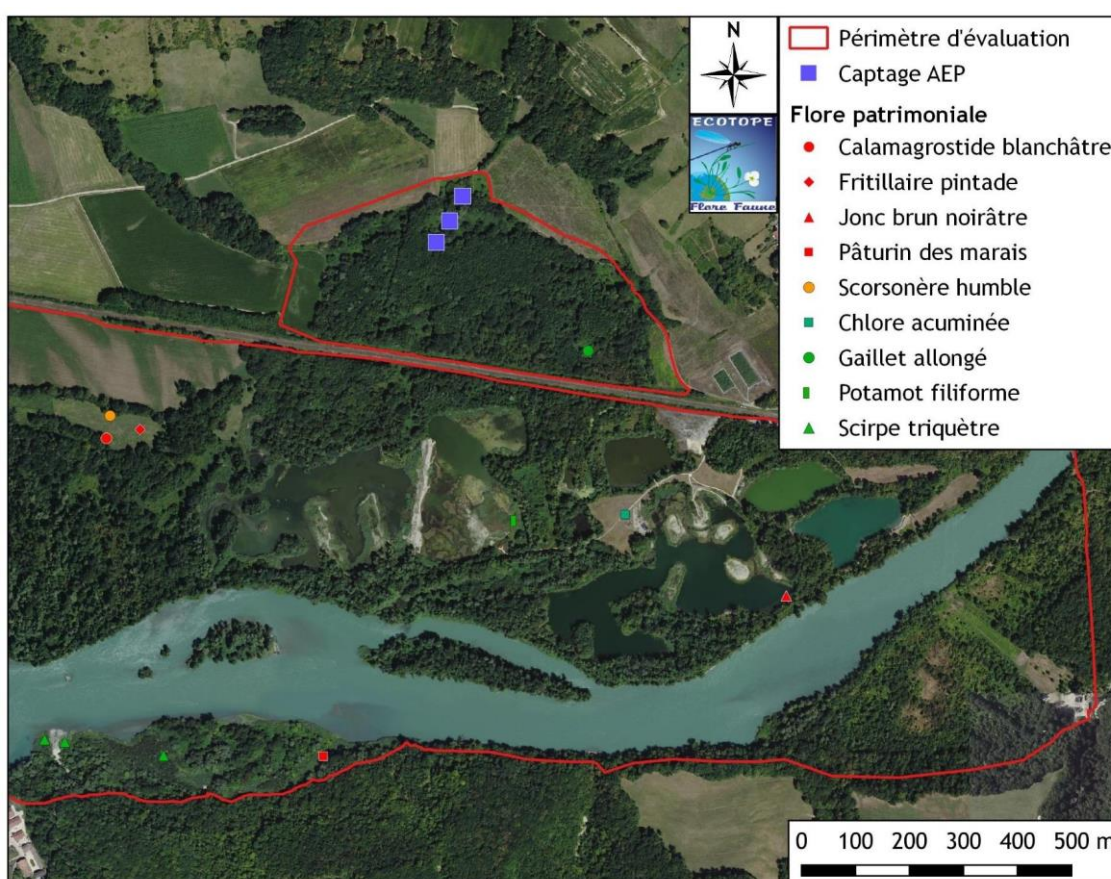 N
ECOTOPE
Flore Faune
Périmètre d'évaluation
Captage AEP
Flore patrimoniale
Calamagrostide blanchâtre
Fritillaire pintade
Jonc brun noirâtre
Pâturin des marais
Scorsonère humble
Chlore acuminée
Gaillet allongé
Potamot filiforme
Scirpe triquètre
0 100 200 300 400 500 m